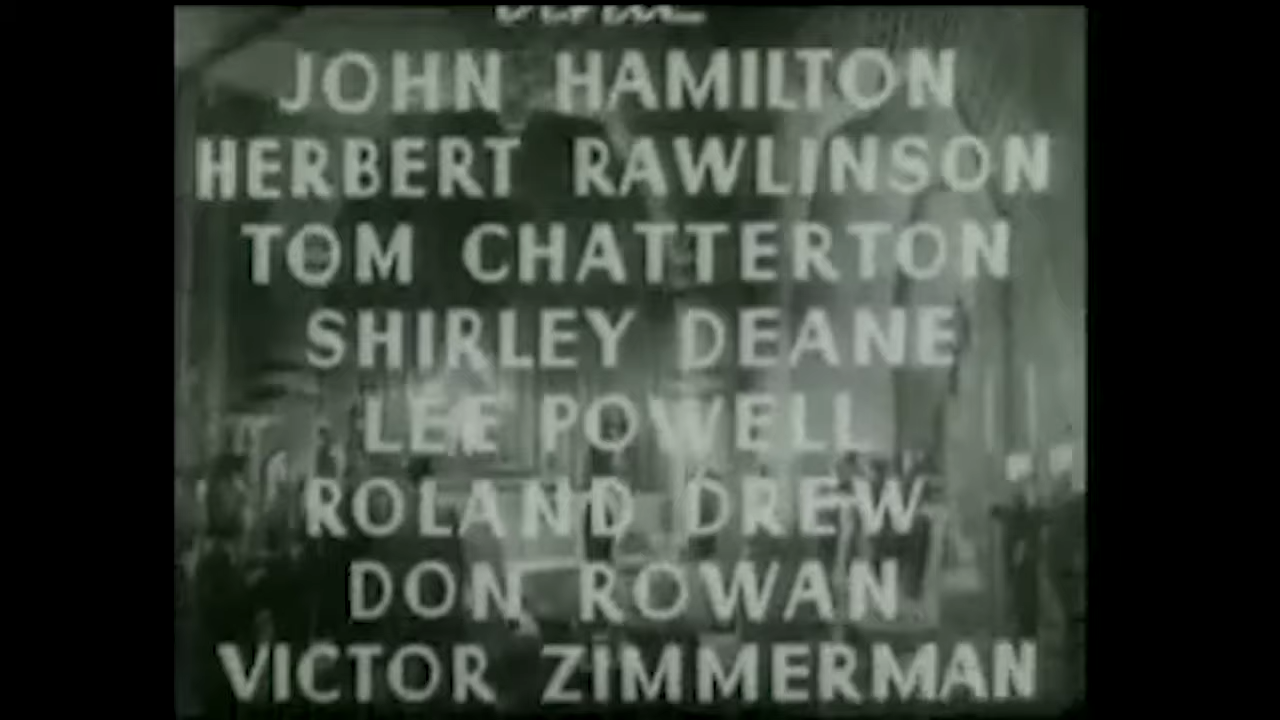 JOHN HAMILTON
HERBERT RAWLINSON
TOM CHATTERTON
SHIRLEY DEANE
LEE POWELL
ROLAND DREW
DON ROWAN
VICTOR ZIMMERMAN